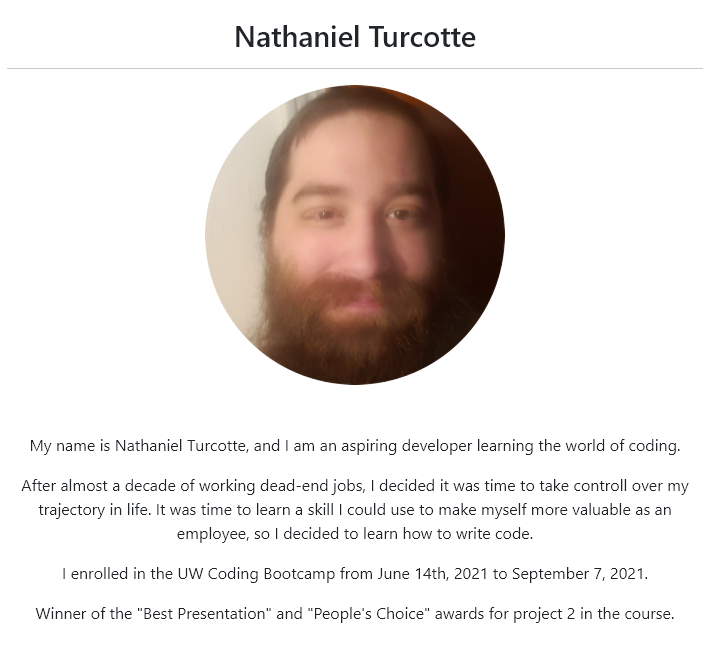 Nathaniel Turcotte
My name is Nathaniel Turcotte, and I am an aspiring developer learning the world of coding.
After almost a decade of working dead-end jobs, I decided it was time to take controll over my
trajectory in life. It was time to learn a skill I could use to make myself more valuable as an
employee, so I decided to learn how to write code.
I enrolled in the UW Coding Bootcamp from June 14th, 2021 to September 7, 2021.
Winner of the "Best Presentation" and "People's Choice" awards for project 2 in the course.